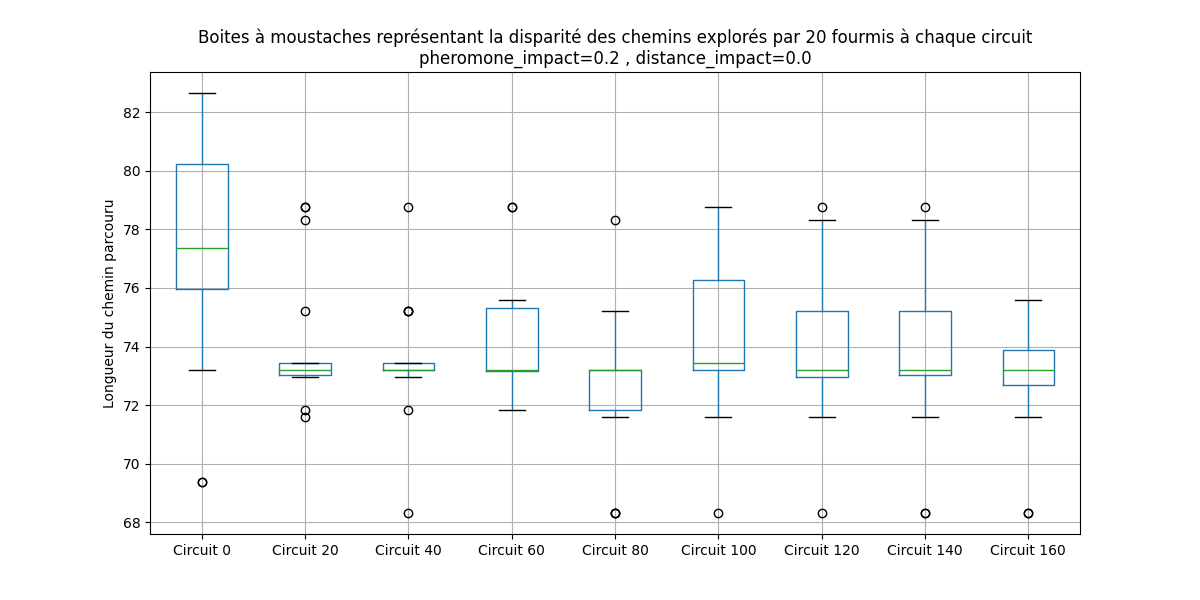 Boites à moustaches représentant la disparité des chemins explorés par 20 fourmis à chaque circuit
pheromone_impact=0.2 , distance_impact=0.0
Longueur du chemin parcouru
82
80
78
76
74
72
70
68
Circuit 0
Circuit 20
Circuit 40
Circuit 60
Circuit 80
Circuit 100
Circuit 120
Circuit 140
Circuit 160